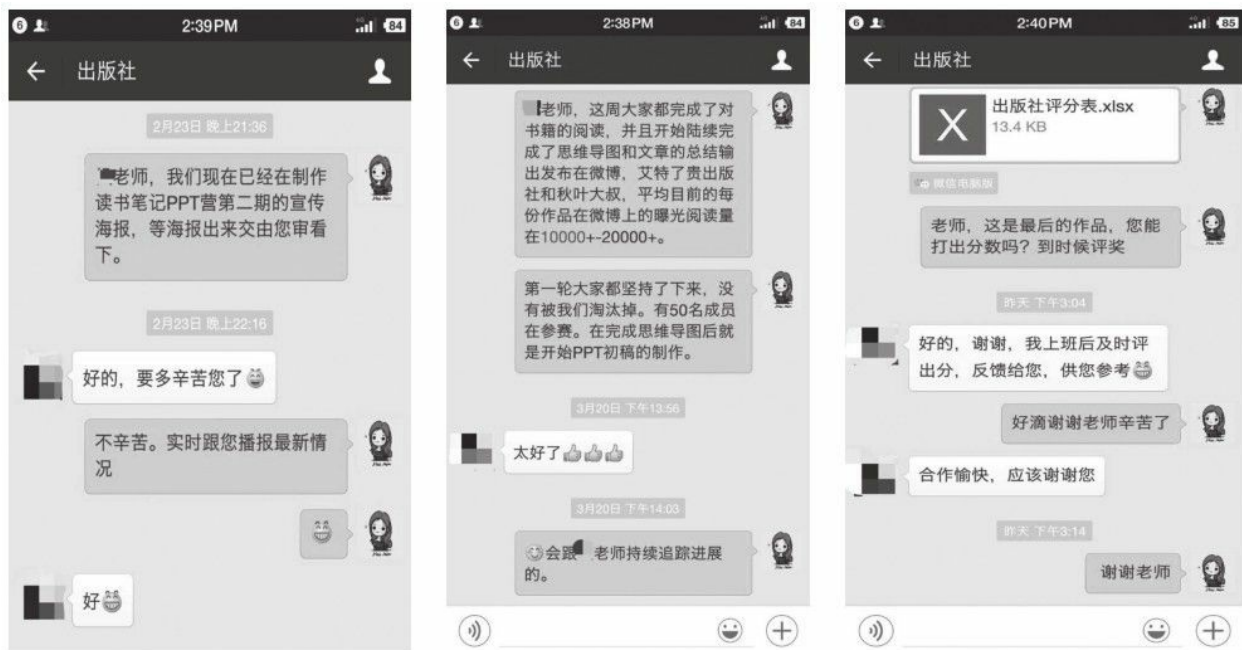 6
2:39PM
4G
84
出版社
2月23日 晚上21:36
老师，我们现在已经在制作
读书笔记PPT营第二期的宣传
海报，等海报出来交由您审看
下。
2月23日 晚上22:16
好的，要多辛苦您了
不辛苦。实时跟您播报最新情
况
好
6
2:38PM
4G
84
出版社
老师，这周大家都完成了对
书籍的阅读，并且开始陆续完
成了思维导图和文章的总结输
出发布在微博，艾特了贵出版
社和秋叶大叔，平均目前的每
份作品在微博上的曝光阅读量
在10000+-20000+。
第一轮大家都坚持了下来，没
有被我们淘汰掉。有50名成员
在参赛。在完成思维导图后就
是开始PPT初稿的制作。
3月20日 下午13:56
太好了
3月20日 下午14:03
会跟 老师持续追踪进展
的。
6
2:40PM
4G
85
出版社
X
出版社评分表.xlsx
13.4 KB
微信电脑版
老师，这是最后的作品，您能
打出分数吗？到时候评奖
昨天 下午3:04
好的，谢谢，我上班后及时评
出分，反馈给您，供您参考
好滴谢谢老师辛苦了
合作愉快，应该谢谢您
昨天 下午3:14
谢谢老师